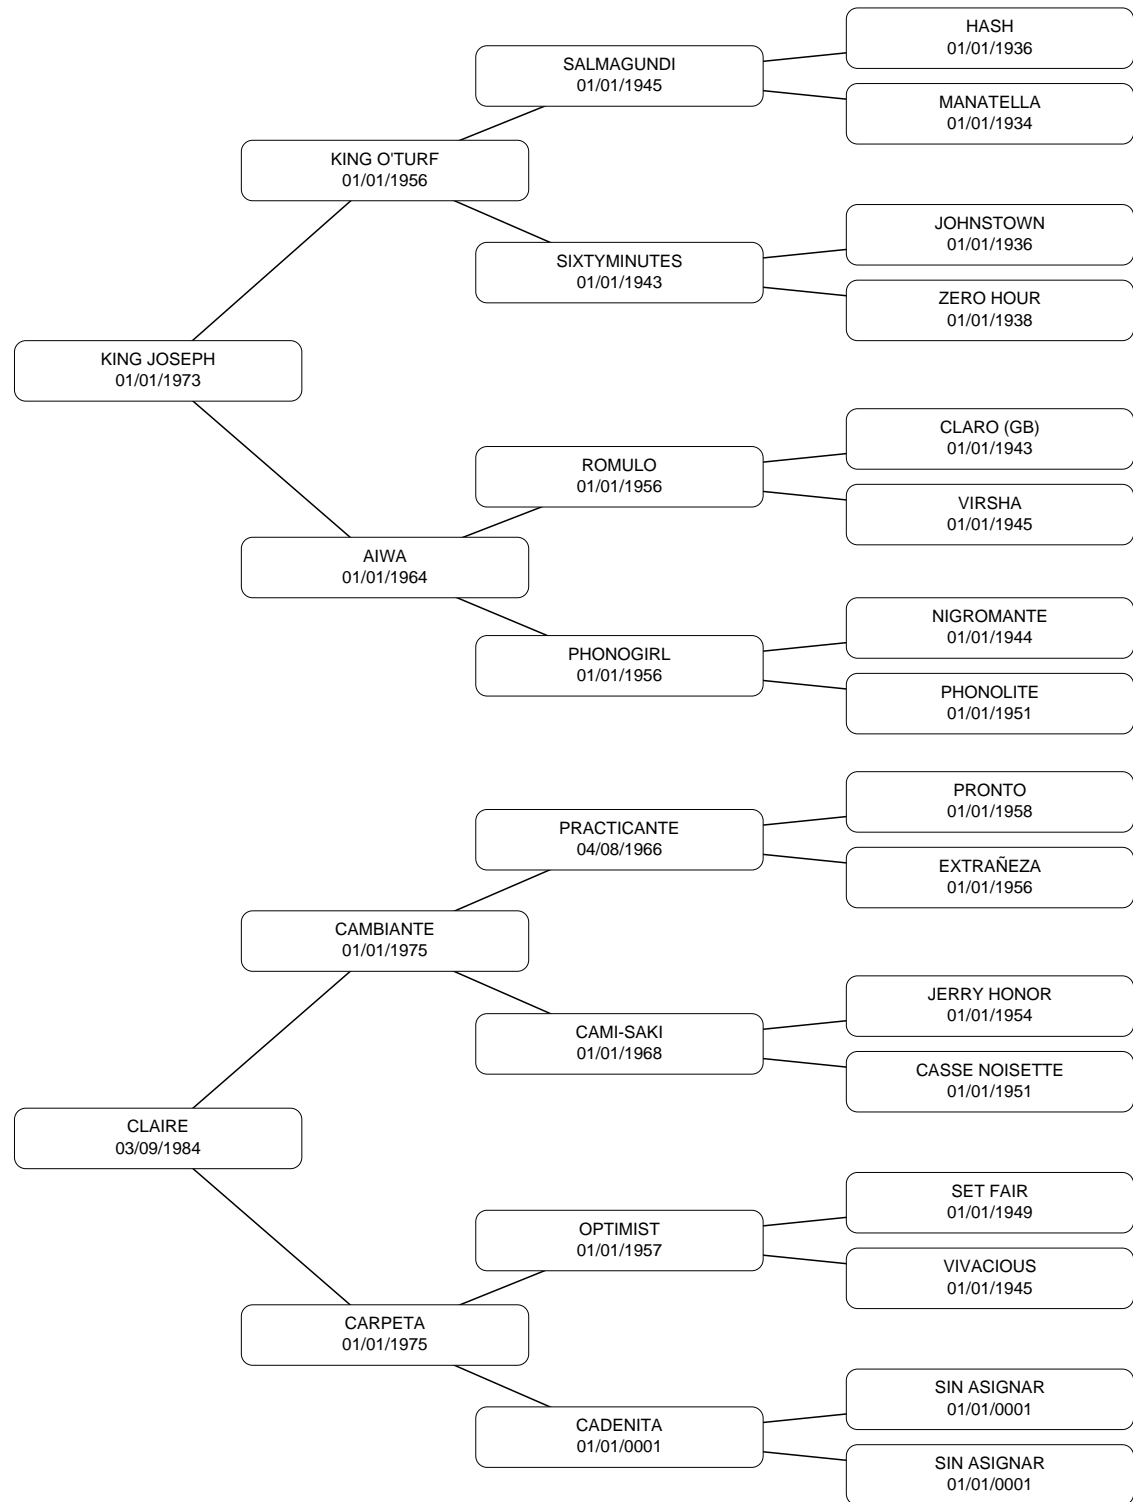 HASH
01/01/1936
SALMAGUNDI
01/01/1945
MANATELLA
01/01/1934
KING O'TURF
01/01/1956
JOHNSTOWN
01/01/1936
SIXTYMINUTES
01/01/1943
ZERO HOUR
01/01/1938
KING JOSEPH
01/01/1973
CLARO (GB)
01/01/1943
ROMULO
01/01/1956
VIRSHA
01/01/1945
AIWA
01/01/1964
NIGROMANTE
01/01/1944
PHONOGIRL
01/01/1956
PHONOLITE
01/01/1951
PRONTO
01/01/1958
PRACTICANTE
04/08/1966
EXTRAÑEZA
01/01/1956
CAMBIANTE
01/01/1975
JERRY HONOR
01/01/1954
CAMI-SAKI
01/01/1968
CASSE NOISETTE
01/01/1951
CLAIRE
03/09/1984
SET FAIR
01/01/1949
OPTIMIST
01/01/1957
VIVACIOUS
01/01/1945
CARPETA
01/01/1975
SIN ASIGNAR
01/01/0001
CADENITA
01/01/0001
SIN ASIGNAR
01/01/0001